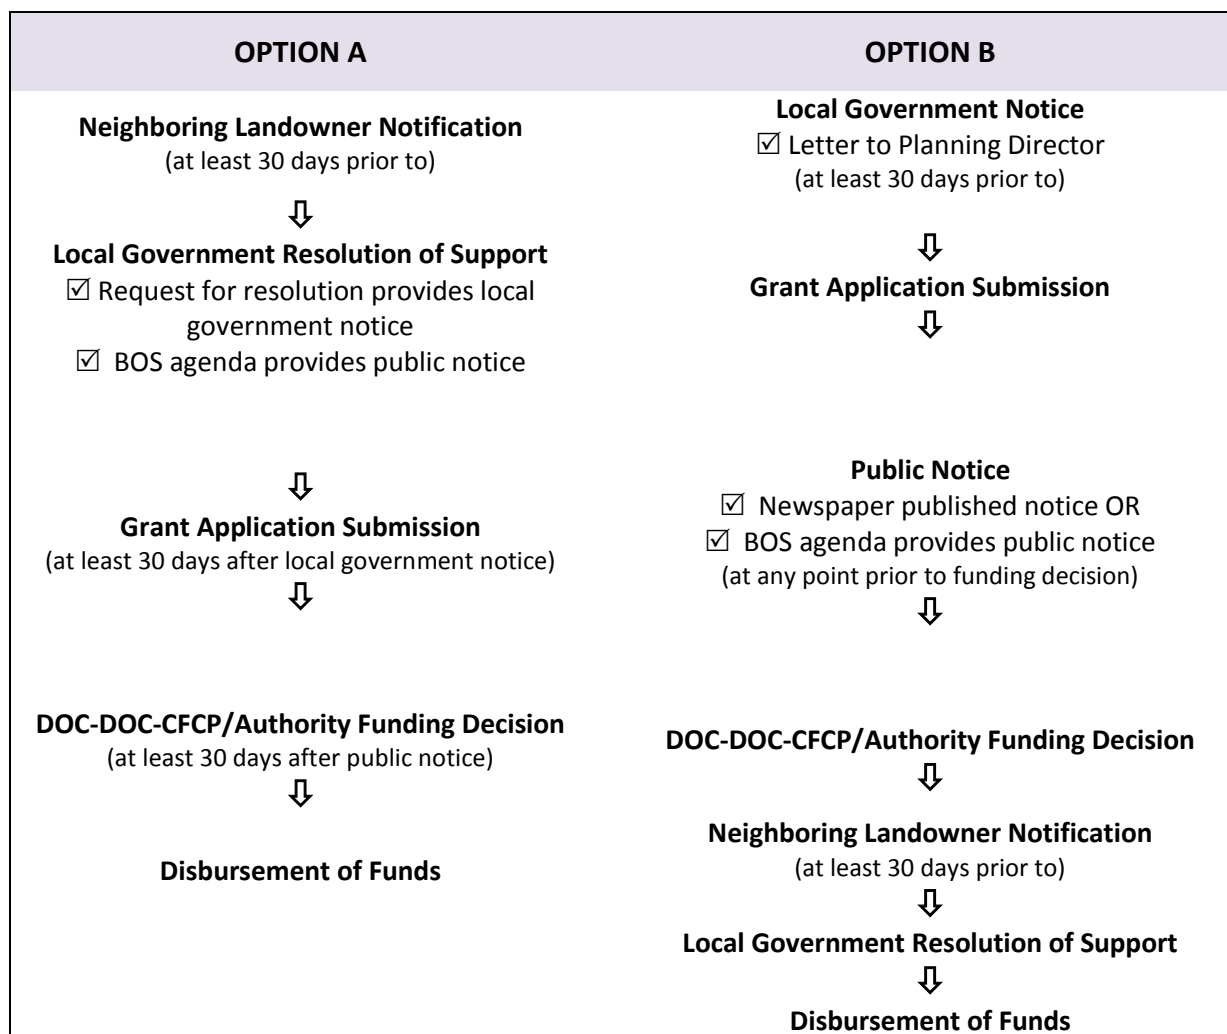 OPTION A
Neighboring Landowner Notification
(at least 30 days prior to)
⇩
Local Government Resolution of Support
☑ Request for resolution provides local
government notice
☑ BOS agenda provides public notice
⇩
Grant Application Submission
(at least 30 days after local government notice)
⇩
DOC-DOC-CFCP/Authority Funding Decision
(at least 30 days after public notice)
⇩
Disbursement of Funds
OPTION B
Local Government Notice
☑ Letter to Planning Director
(at least 30 days prior to)
⇩
Grant Application Submission
⇩
Public Notice
☑ Newspaper published notice OR
☑ BOS agenda provides public notice
(at any point prior to funding decision)
⇩
DOC-DOC-CFCP/Authority Funding Decision
⇩
Neighboring Landowner Notification
(at least 30 days prior to)
⇩
Local Government Resolution of Support
⇩
Disbursement of Funds